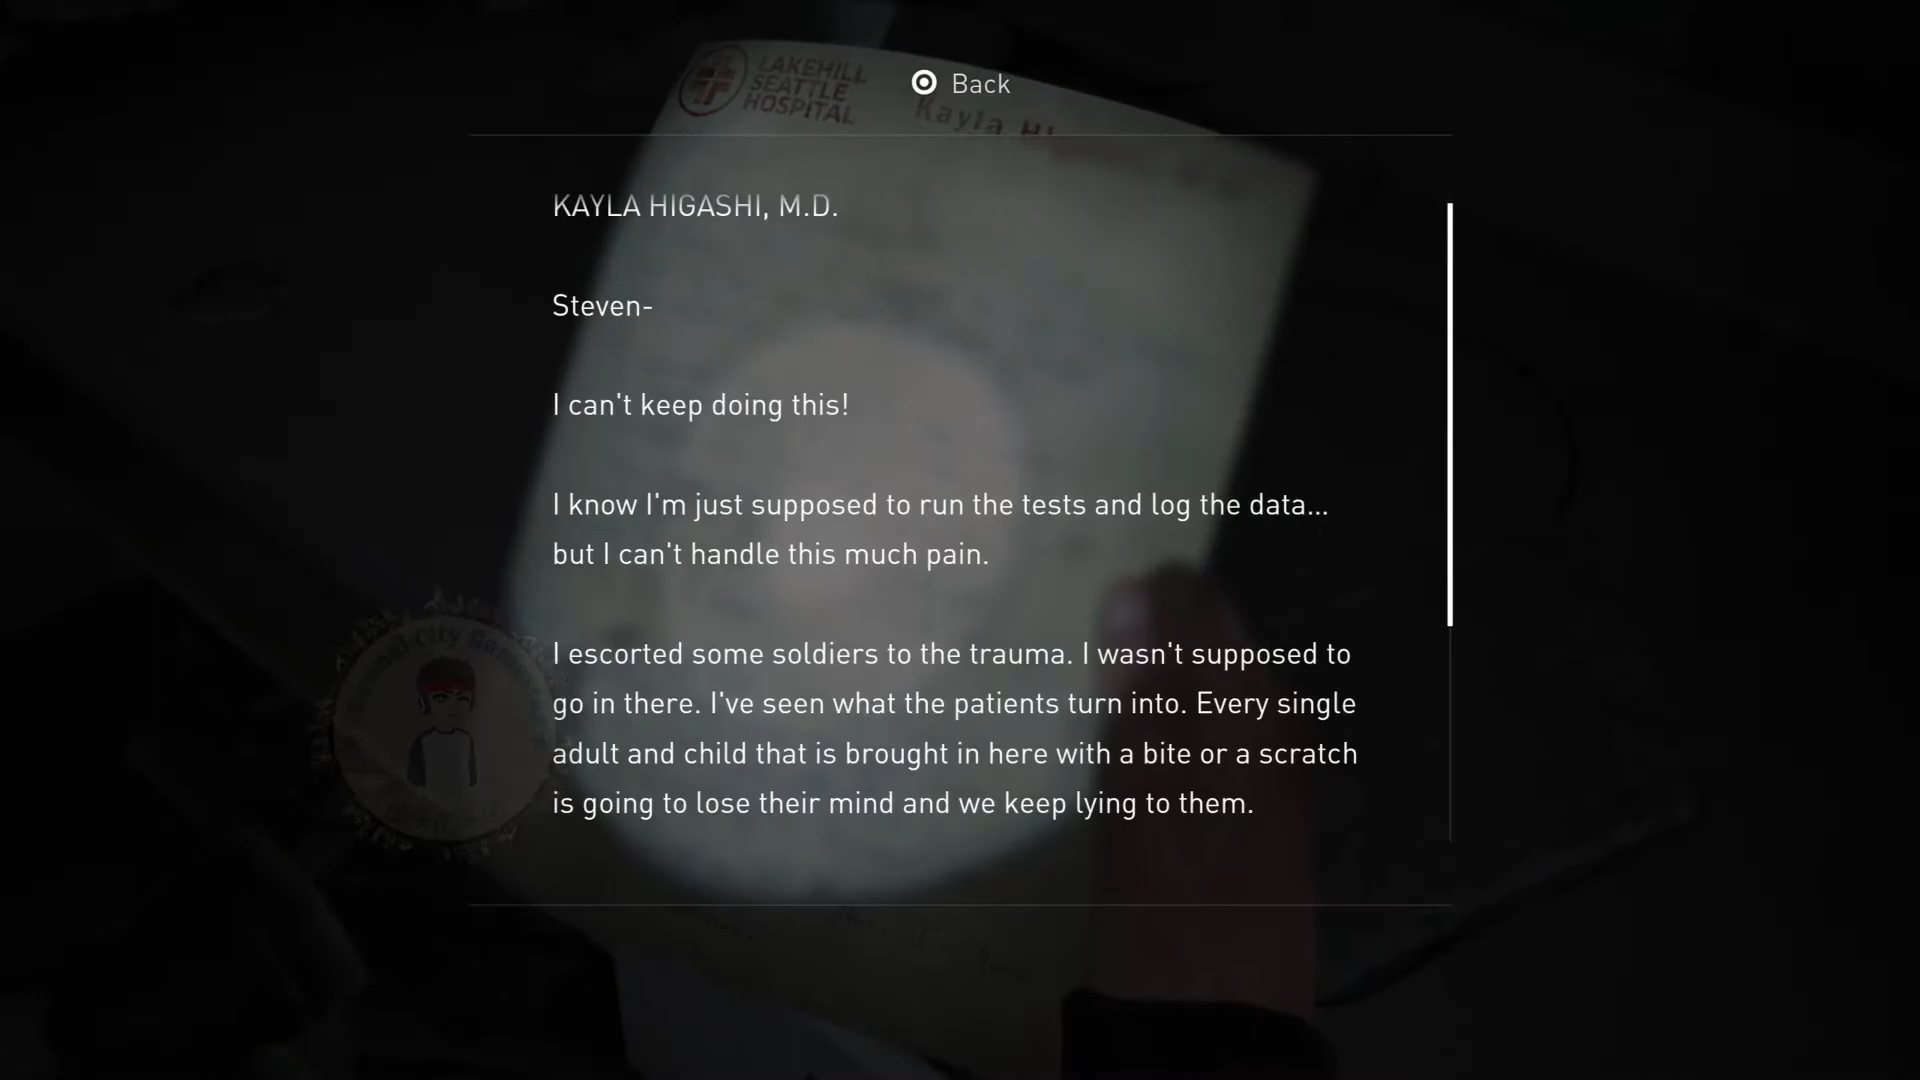 LAKEHILL
SEATTLE
HOSPITAL
Back
Kayla
KAYLA HIGASHI, M.D.
Steven-
I can't keep doing this!
I know I'm just supposed to run the tests and log the data...
but I can't handle this much pain.
I escorted some soldiers to the trauma. I wasn't supposed to
go in there. I've seen what the patients turn into. Every single
adult and child that is brought in here with a bite or a scratch
is going to lose their mind and we keep lying to them.
City